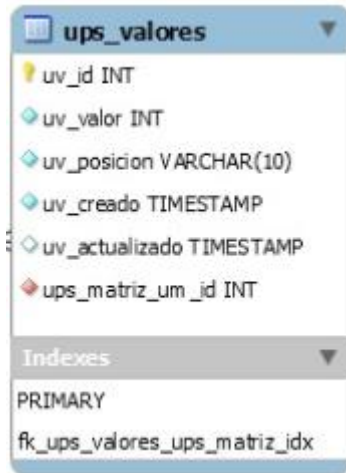 ups_valores
uv_id INT
uv_valor INT
uv_posicion VARCHAR(10)
uv_creado TIMESTAMP
uv_actualizado TIMESTAMP
ups_matriz_um_id INT
Indexes
PRIMARY
fk_ups_valores_ups_matriz_idx